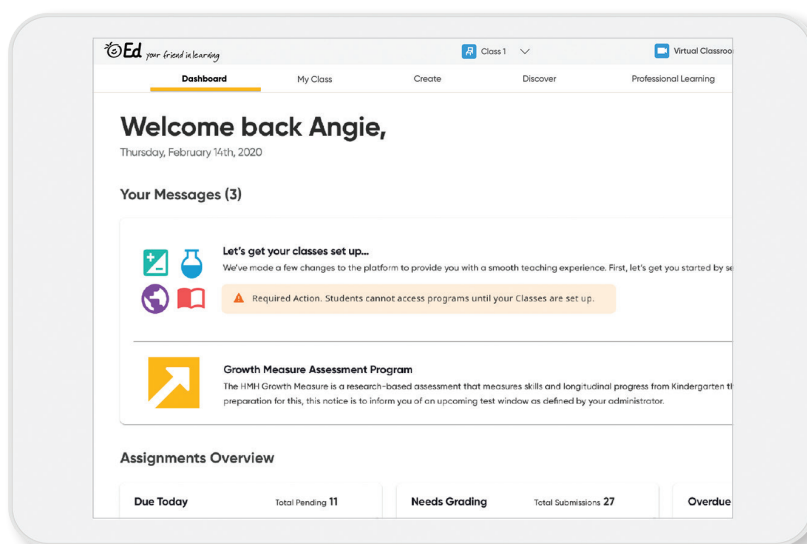 Ed your friend in learning
Class 1
Virtual Classroo
Dashboard
My Class
Create
Discover
Professional Learning
Welcome back Angie,
Thursday, February 14th, 2020
Your Messages (3)
Let's get your classes set up...
We've made a few changes to the platform to provide you with a smooth teaching experience. First, let's get you started by se
Required Action. Students cannot access programs until your Classes are set up.
Growth Measure Assessment Program
The HMH Growth Measure is a research-based assessment that measures skills and longitudinal progress from Kindergarten th
preparation for this, this notice is to inform you of an upcoming test window as defined by your administrator.
Assignments Overview
Due Today
Total Pending 11
Needs Grading
Total Submissions 27
Overdue